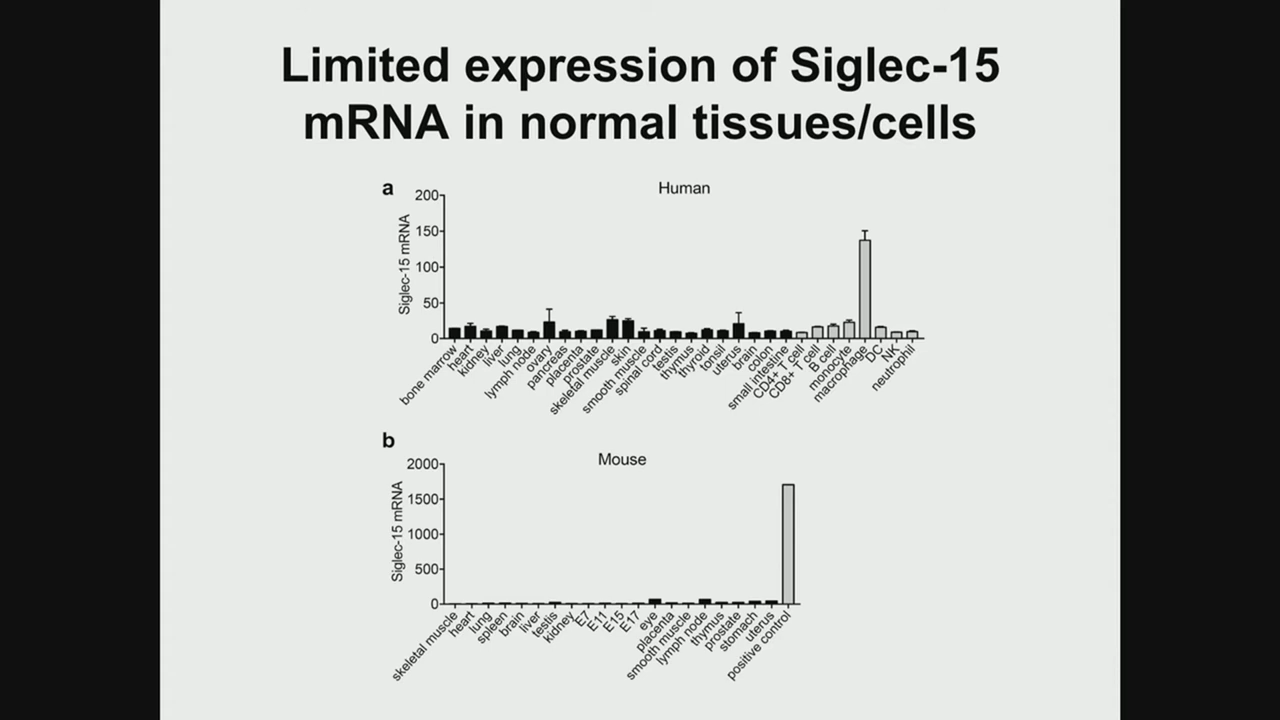 Limited expression of Siglec-15
mRNA in normal tissues/cells
a
Human
Siglec-15 mRNA
200
150
100
50
0
bone marrow
heart
kidney
liver
lung
lymph node
ovary
pancreas
placenta
prostate
skeletal muscle
skin
smooth muscle
spinal cord
testis
thymus
thyroid
tonsil
uterus
brain
colon
small intestine
CD4+ T cell
CD8+ T cell
B cell
monocyte
macrophage
DC
NK
neutrophil
b
Mouse
Siglec-15 mRNA
2000
1500
1000
500
0
skeletal muscle
heart
lung
spleen
brain
liver
testis
kidney
E7
E11
E15
E17
eye
placenta
smooth muscle
lymph node
thymus
prostate
stomach
uterus
positive control